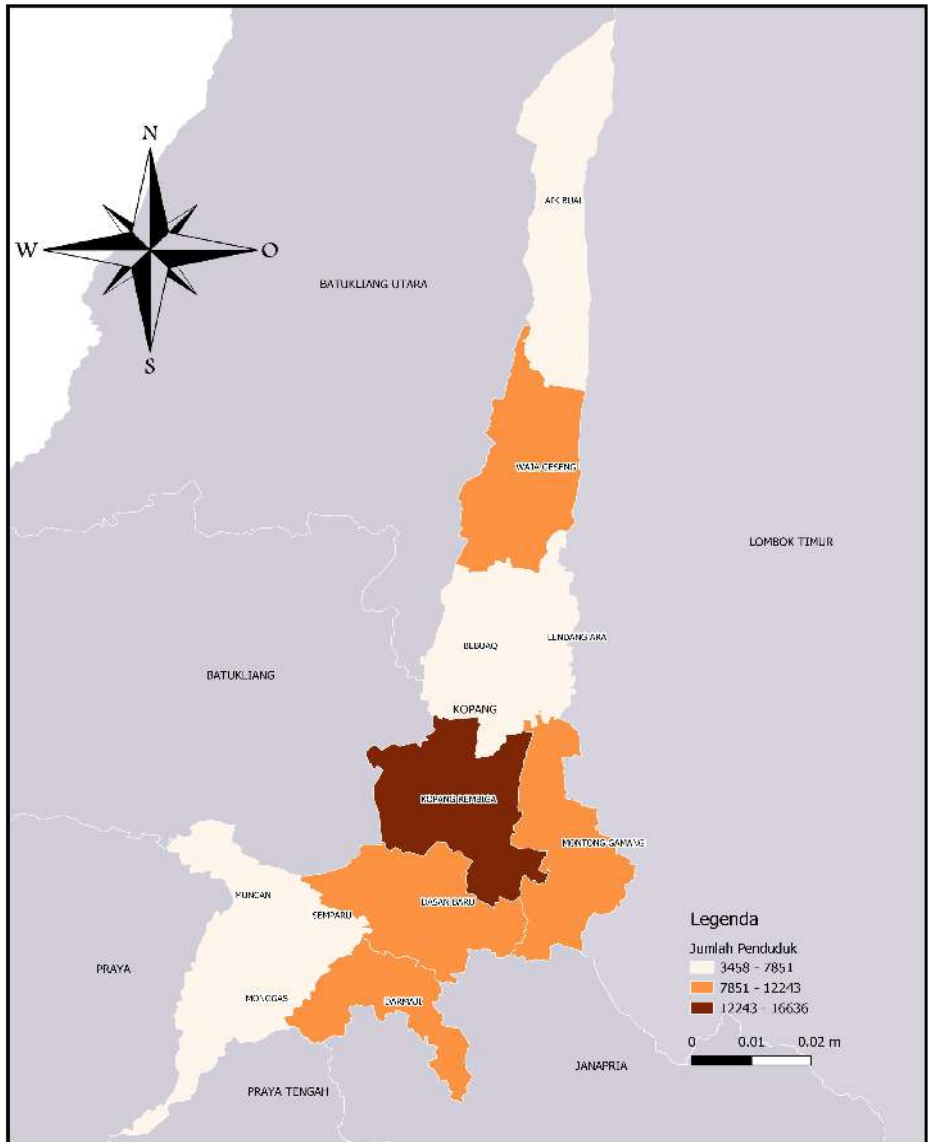 N
W
O
S
AIK BUAL
BATUKLIANG UTARA
WAJA GESENG
LOMBOK TIMUR
BEBUAQ
LENDANG ARA
BATUKLIANG
KOPANG
KOPANG REMBIGA
MONTONG GAMANG
MUNCAN
DASAN BARU
SEMPARU
PRAYA
MONGGAS
DARMAJI
JANAPRIA
PRAYA TENGAH
Legenda
Jumlah Penduduk
3458 - 7851
7851 - 12243
12243 - 16636
0 0.01 0.02 m